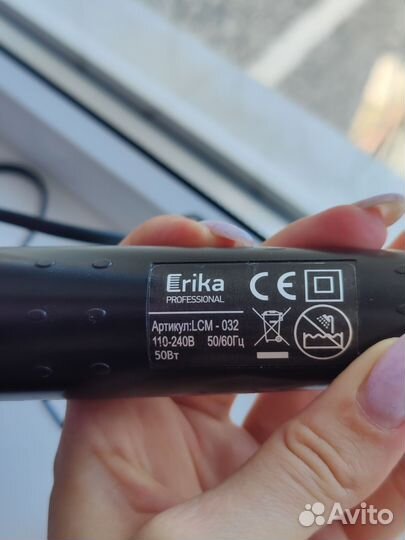 Erika
PROFESSIONAL
CE
Артикул:LCM - 032
110-240В 50/60Гц
50Вт
Avito